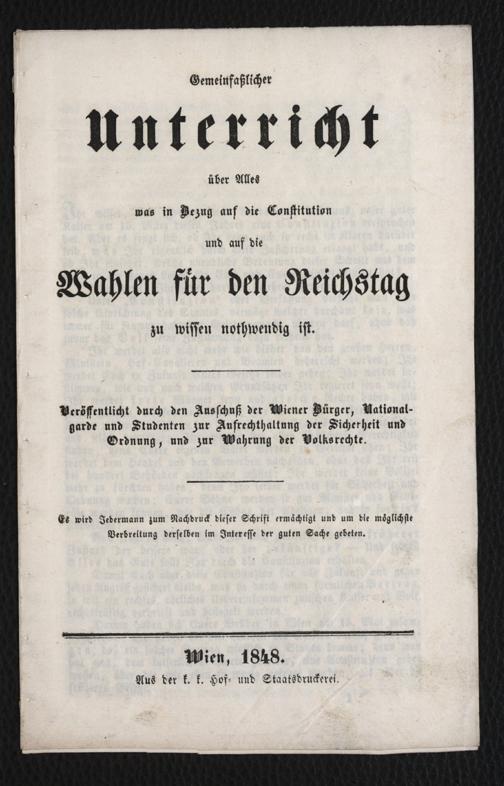 Gemeinfaßlicher
Unterricht
über Alles
was in Bezug auf die Constitution
und auf die
Wahlen für den Reichstag
zu wissen nothwendig ist.
Veröffentlicht durch den Ausschuß der Wiener Bürger, National-
garde und Studenten zur Aufrechthaltung der Sicherheit und
Ordnung, und zur Wahrung der Volksrechte.
Es wird Jedermann zum Nachdruck dieser Schrift ermächtigt und um die möglichste
Verbreitung derselben im Interesse der guten Sache gebeten.
Wien, 1848.
Aus der k. k. Hof- und Staatsdruckerei.